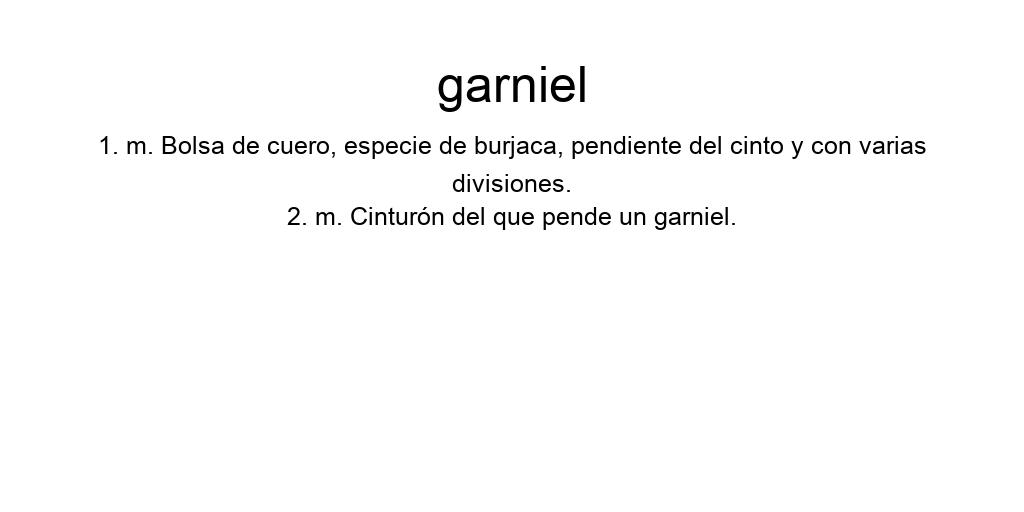 garniel
1. m. Bolsa de cuero, especie de burjaca, pendiente del cinto y con varias
divisiones.
2. m. Cinturón del que pende un garniel.